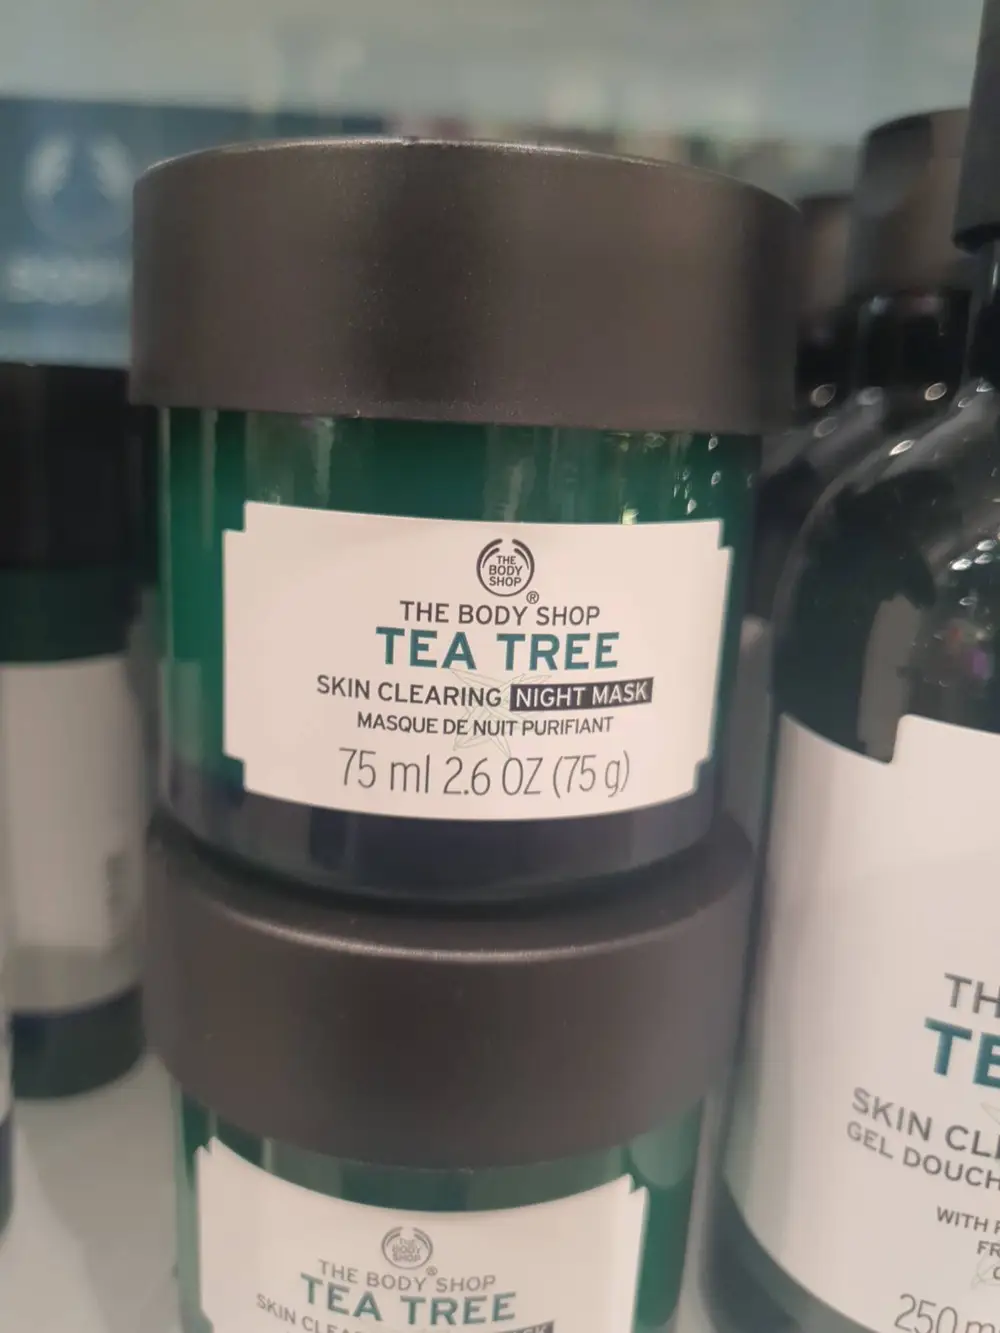 THE
BODY
SHOP
®
THE BODY SHOP
TEA TREE
SKIN CLEARING NIGHT MASK
MASQUE DE NUIT PURIFIANT
75 ml 2.6 OZ (75 g)
THE
BODY
SHOP
®
THE BODY SHOP
TEA TREE
SKIN
TH
TE
SKIN CL
GEL DOUCH
WITH
FR
250 m